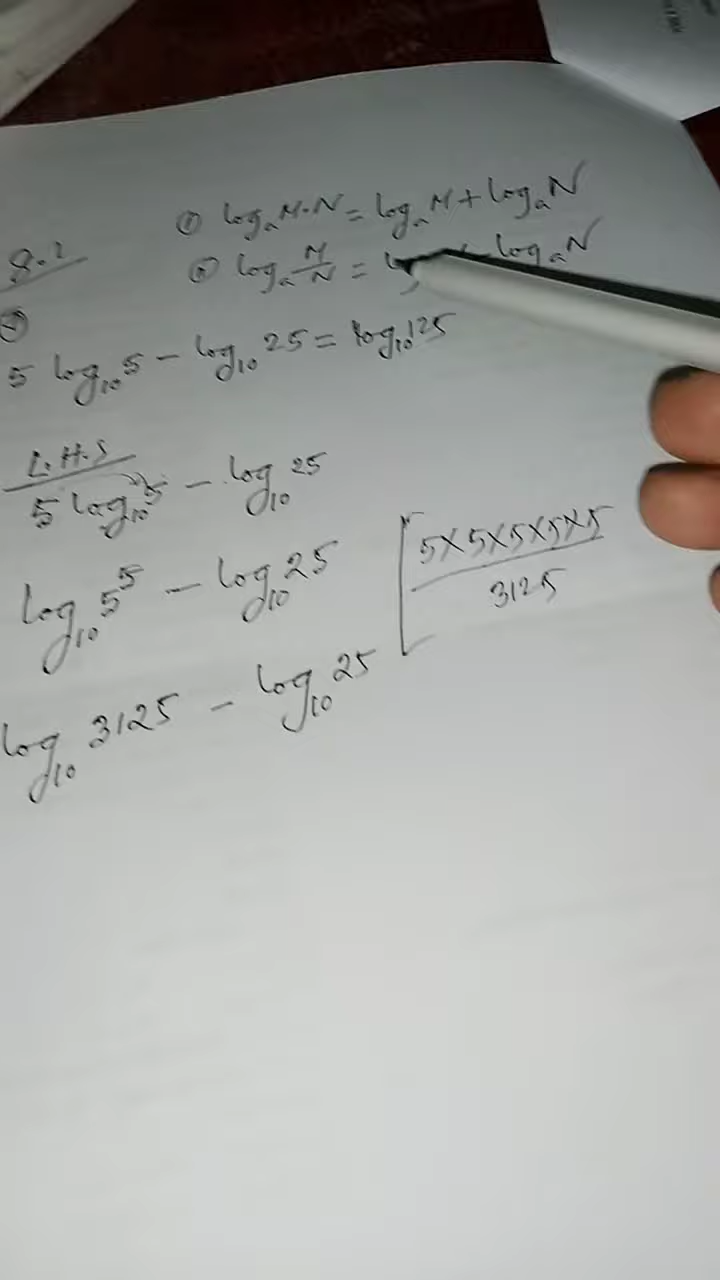 ① logₐ M·N = logₐ M + logₐ N
8.2
② logₐ M/N = logₐ N
5 log₁₀ 5 − log₁₀ 25 = log₁₀ 125
L.H.S
5 log₁₀ 5 − log₁₀ 25
log₁₀ 5⁵ − log₁₀ 25
5×5×5×5×5
3125
log₁₀ 3125 − log₁₀ 25